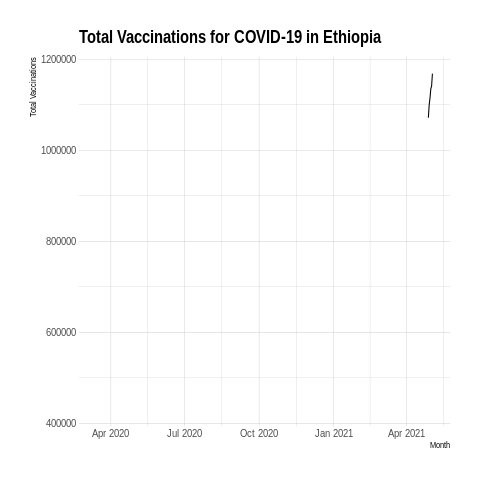 Total Vaccinations for COVID-19 in Ethiopia
Total Vaccinations
1200000
1000000
800000
600000
400000
Apr 2020 Jul 2020 Oct 2020 Jan 2021 Apr 2021
Month